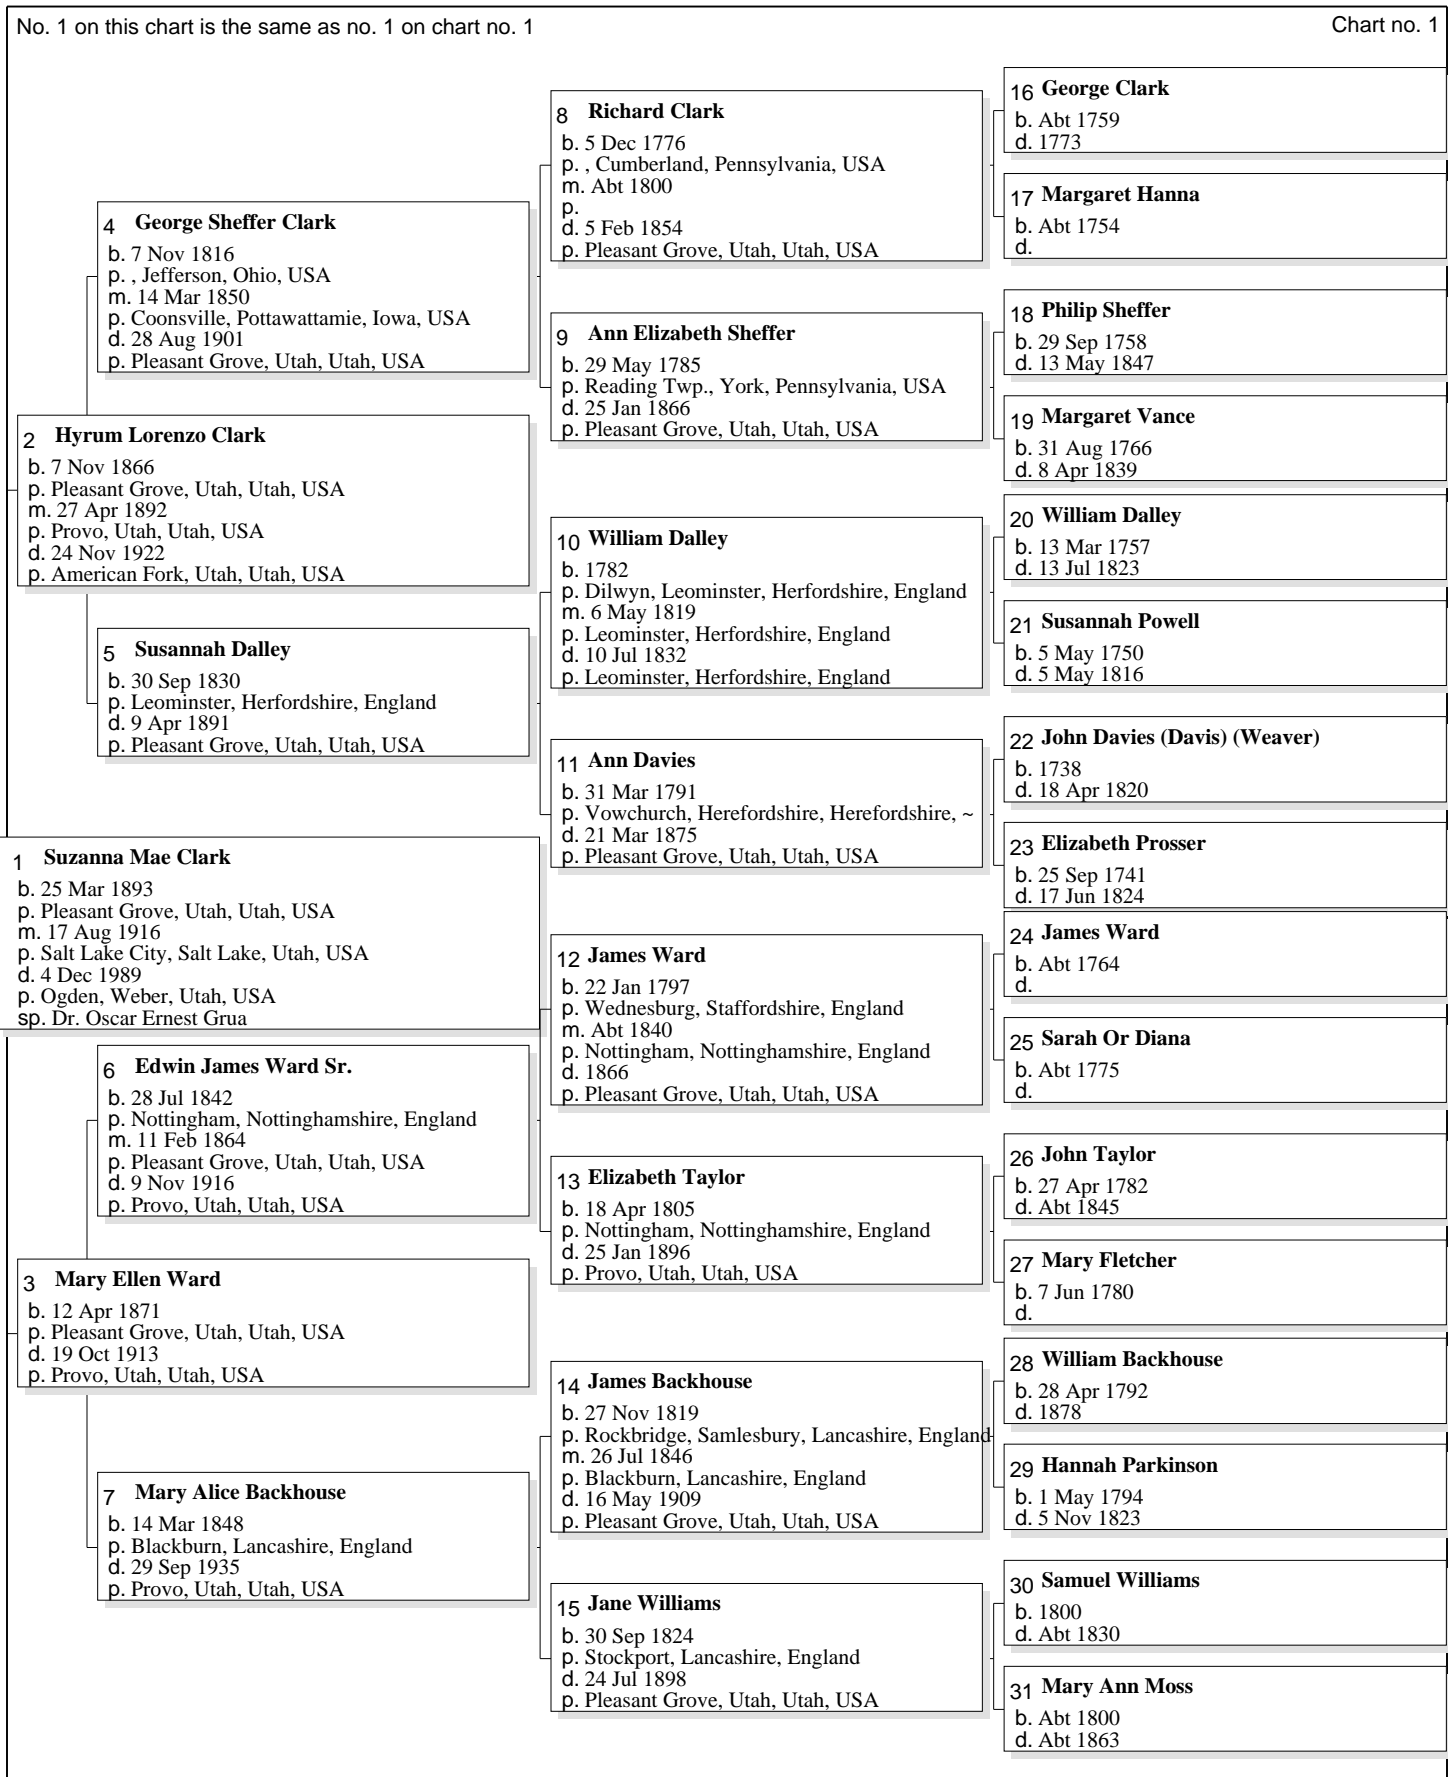 No. 1 on this chart is the same as no. 1 on chart no. 1
Chart no. 1
16 George Clark
b. Abt 1759
d. 1773
8 Richard Clark
b. 5 Dec 1776
p. , Cumberland, Pennsylvania, USA
m. Abt 1800
p.
d. 5 Feb 1854
p. Pleasant Grove, Utah, Utah, USA
17 Margaret Hanna
b. Abt 1754
d.
4 George Sheffer Clark
b. 7 Nov 1816
p. , Jefferson, Ohio, USA
m. 14 Mar 1850
p. Coonsville, Pottawattamie, Iowa, USA
d. 28 Aug 1901
p. Pleasant Grove, Utah, Utah, USA
18 Philip Sheffer
b. 29 Sep 1758
d. 13 May 1847
9 Ann Elizabeth Sheffer
b. 29 May 1785
p. Reading Twp., York, Pennsylvania, USA
d. 25 Jan 1866
p. Pleasant Grove, Utah, Utah, USA
19 Margaret Vance
b. 31 Aug 1766
d. 8 Apr 1839
2 Hyrum Lorenzo Clark
b. 7 Nov 1866
p. Pleasant Grove, Utah, Utah, USA
m. 27 Apr 1892
p. Provo, Utah, Utah, USA
d. 24 Nov 1922
p. American Fork, Utah, Utah, USA
20 William Dalley
b. 13 Mar 1757
d. 13 Jul 1823
10 William Dalley
b. 1782
p. Dilwyn, Leominster, Herfordshire, England
m. 6 May 1819
p. Leominster, Herfordshire, England
d. 10 Jul 1832
p. Leominster, Herfordshire, England
21 Susannah Powell
b. 5 May 1750
d. 5 May 1816
5 Susannah Dalley
b. 30 Sep 1830
p. Leominster, Herfordshire, England
d. 9 Apr 1891
p. Pleasant Grove, Utah, Utah, USA
22 John Davies (Davis) (Weaver)
b. 1738
d. 18 Apr 1820
11 Ann Davies
b. 31 Mar 1791
p. Vowchurch, Herefordshire, Herefordshire, ~
d. 21 Mar 1875
p. Pleasant Grove, Utah, Utah, USA
23 Elizabeth Prosser
b. 25 Sep 1741
d. 17 Jun 1824
1 Suzanna Mae Clark
b. 25 Mar 1893
p. Pleasant Grove, Utah, Utah, USA
m. 17 Aug 1916
p. Salt Lake City, Salt Lake, Utah, USA
d. 4 Dec 1989
p. Ogden, Weber, Utah, USA
sp. Dr. Oscar Ernest Grua
24 James Ward
b. Abt 1764
d.
12 James Ward
b. 22 Jan 1797
p. Wednesburg, Staffordshire, England
m. Abt 1840
p. Nottingham, Nottinghamshire, England
d. 1866
p. Pleasant Grove, Utah, Utah, USA
25 Sarah Or Diana
b. Abt 1775
d.
6 Edwin James Ward Sr.
b. 28 Jul 1842
p. Nottingham, Nottinghamshire, England
m. 11 Feb 1864
p. Pleasant Grove, Utah, Utah, USA
d. 9 Nov 1916
p. Provo, Utah, Utah, USA
26 John Taylor
b. 27 Apr 1782
d. Abt 1845
13 Elizabeth Taylor
b. 18 Apr 1805
p. Nottingham, Nottinghamshire, England
d. 25 Jan 1896
p. Provo, Utah, Utah, USA
27 Mary Fletcher
b. 7 Jun 1780
d.
3 Mary Ellen Ward
b. 12 Apr 1871
p. Pleasant Grove, Utah, Utah, USA
d. 19 Oct 1913
p. Provo, Utah, Utah, USA
28 William Backhouse
b. 28 Apr 1792
d. 1878
14 James Backhouse
b. 27 Nov 1819
p. Rockbridge, Samlesbury, Lancashire, England
m. 26 Jul 1846
p. Blackburn, Lancashire, England
d. 16 May 1909
p. Pleasant Grove, Utah, Utah, USA
29 Hannah Parkinson
b. 1 May 1794
d. 5 Nov 1823
7 Mary Alice Backhouse
b. 14 Mar 1848
p. Blackburn, Lancashire, England
d. 29 Sep 1935
p. Provo, Utah, Utah, USA
30 Samuel Williams
b. 1800
d. Abt 1830
15 Jane Williams
b. 30 Sep 1824
p. Stockport, Lancashire, England
d. 24 Jul 1898
p. Pleasant Grove, Utah, Utah, USA
31 Mary Ann Moss
b. Abt 1800
d. Abt 1863